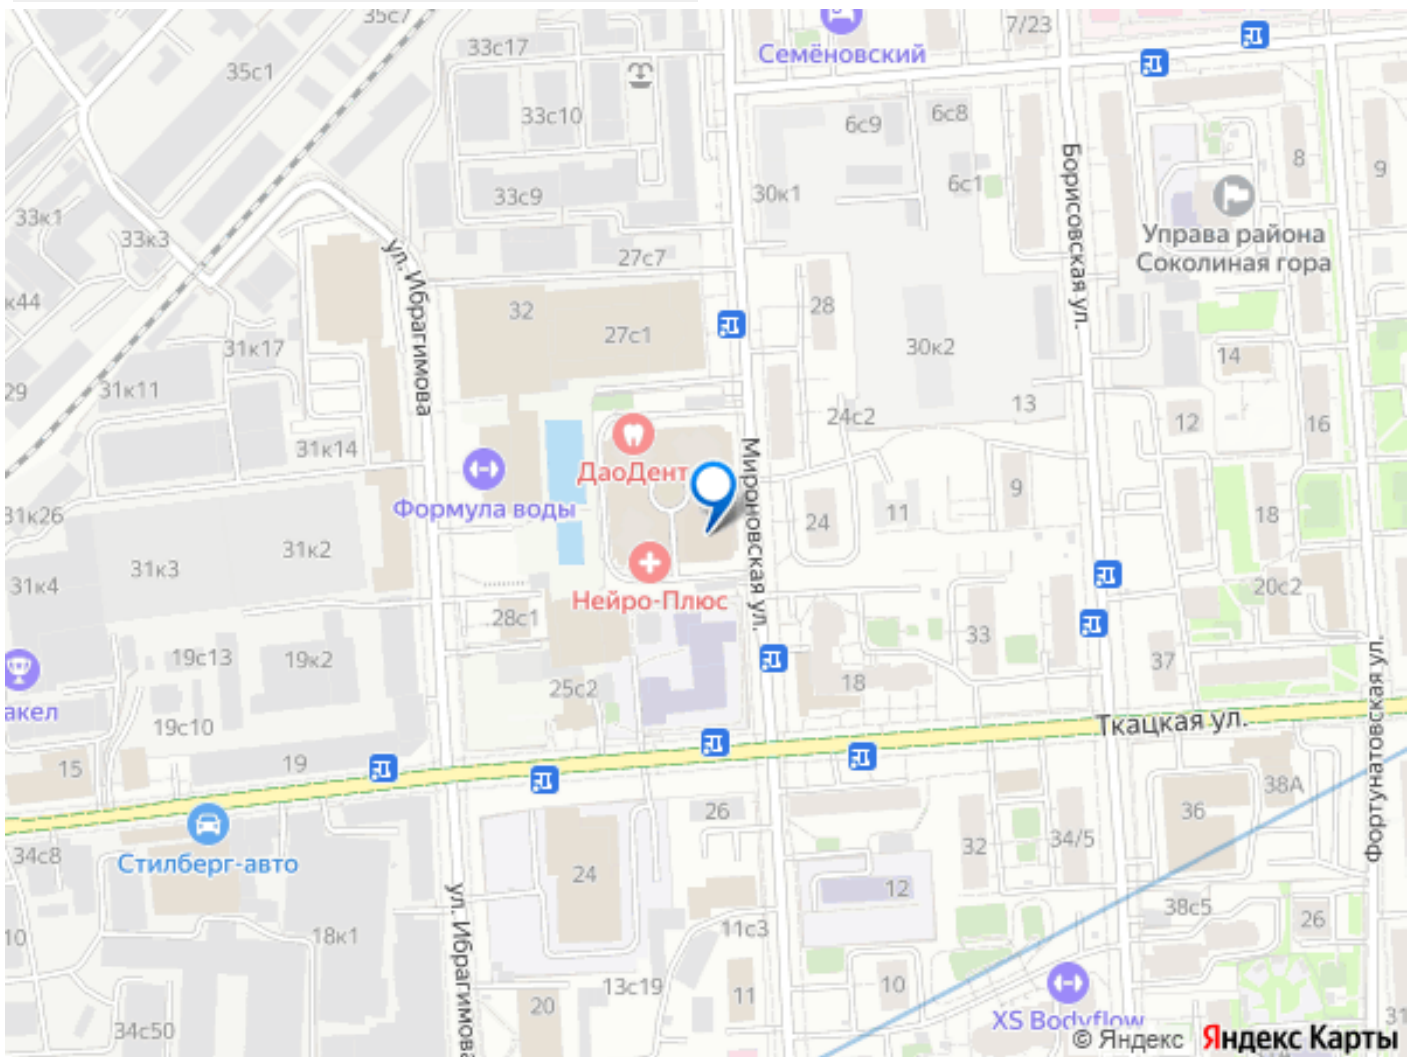 35с7
33с17
Семёновский
7/23
35с1
33с10
6с9
6с8
8
9
33с9
30к1
6с1
Борисовская ул.
33к1
33к3
Управа района
Соколиная гора
27с7
ул. Ибрагимова
к44
32
27с1
28
30к2
31к17
14
29
31к11
13
24с2
12
16
31к14
ДаоДент
Мироновская ул.
9
Формула воды
31к26
24
11
18
31к2
31к3
31к4
20с2
Нейро-Плюс
28с1
33
19с13
19к2
37
25с2
18
акел
19с10
Ткацкая ул.
Фортунатовская ул.
15
19
38А
26
36
34с8
Стилберг-авто
32
34/5
24
12
ул. Ибрагимова
38с5
26
10
18к1
11с3
13с19
11
10
20
34с50
XS Bodyflow
31
© Яндекс Яндекс Карты